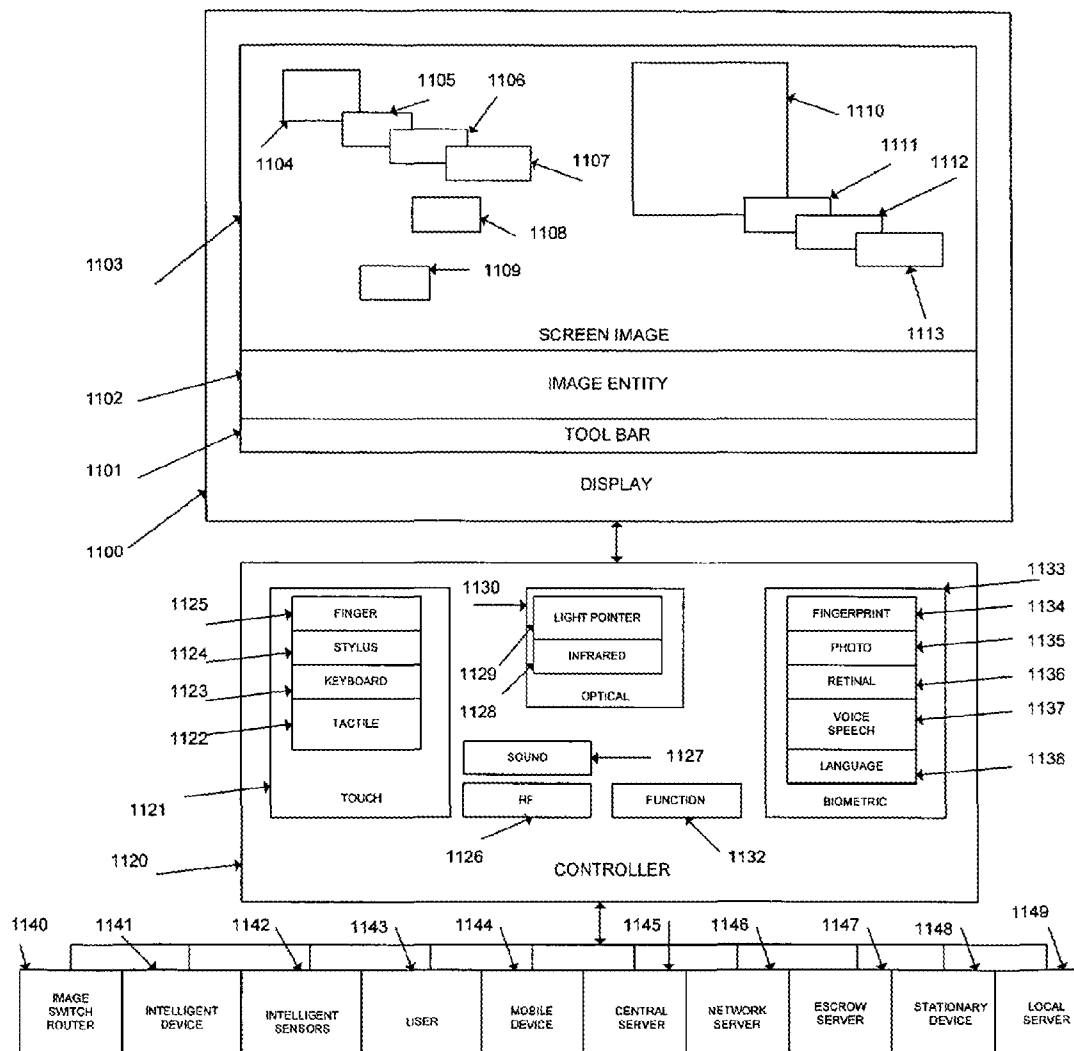 1105
1106
1110
1104
1107
1111
1112
1108
1103
1109
1113
SCREEN IMAGE
1102
IMAGE ENTITY
1101
TOOL BAR
DISPLAY
1100
1133
1125
FINGER
1130
LIGHT POINTER
FINGERPRINT
1134
1124
STYLUS
PHOTO
1135
1123
KEYBOARD
1129
INFRARED
RETINAL
1136
1122
TACTILE
1128
OPTICAL
VOICE
SPEECH
1137
SOUND
1127
LANGUAGE
1138
1121
TOUCH
RF
FUNCTION
BIOMETRIC
1126
1132
1120
CONTROLLER
1140
1141
1142
1143
1144
1145
1146
1147
1148
1149
IMAGE
SWITCH
ROUTER
INTELLIGENT
DEVICE
INTELLIGENT
SENSORS
USER
MOBILE
DEVICE
CENTRAL
SERVER
NETWORK
SERVER
ESCROW
SERVER
STATIONARY
DEVICE
LOCAL
SERVER